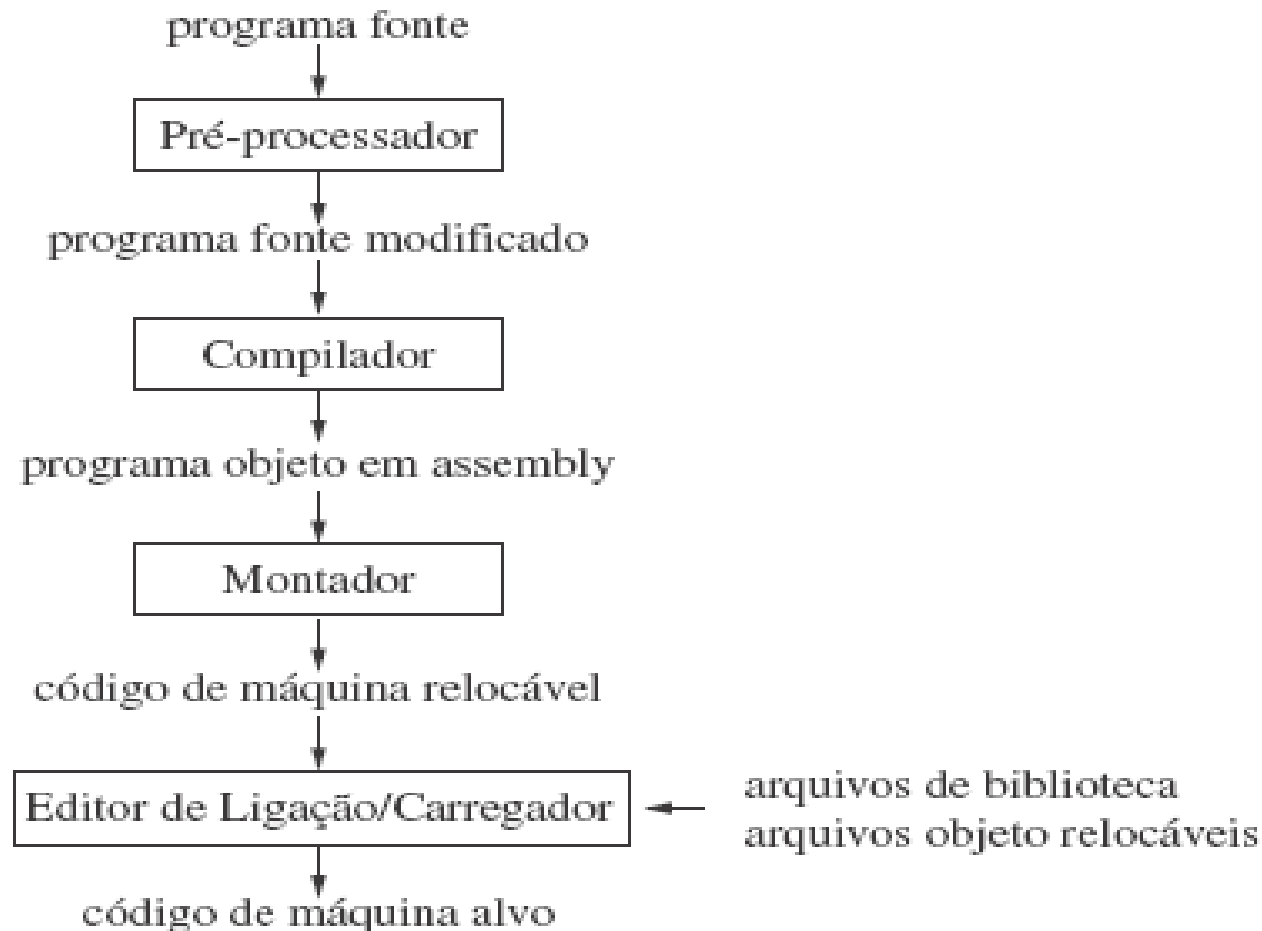 programa fonte
Pré-processador
programa fonte modificado
Compilador
programa objeto em assembly
Montador
código de máquina relocável
Editor de Ligação/Carregador
arquivos de biblioteca
arquivos objeto relocáveis
código de máquina alvo